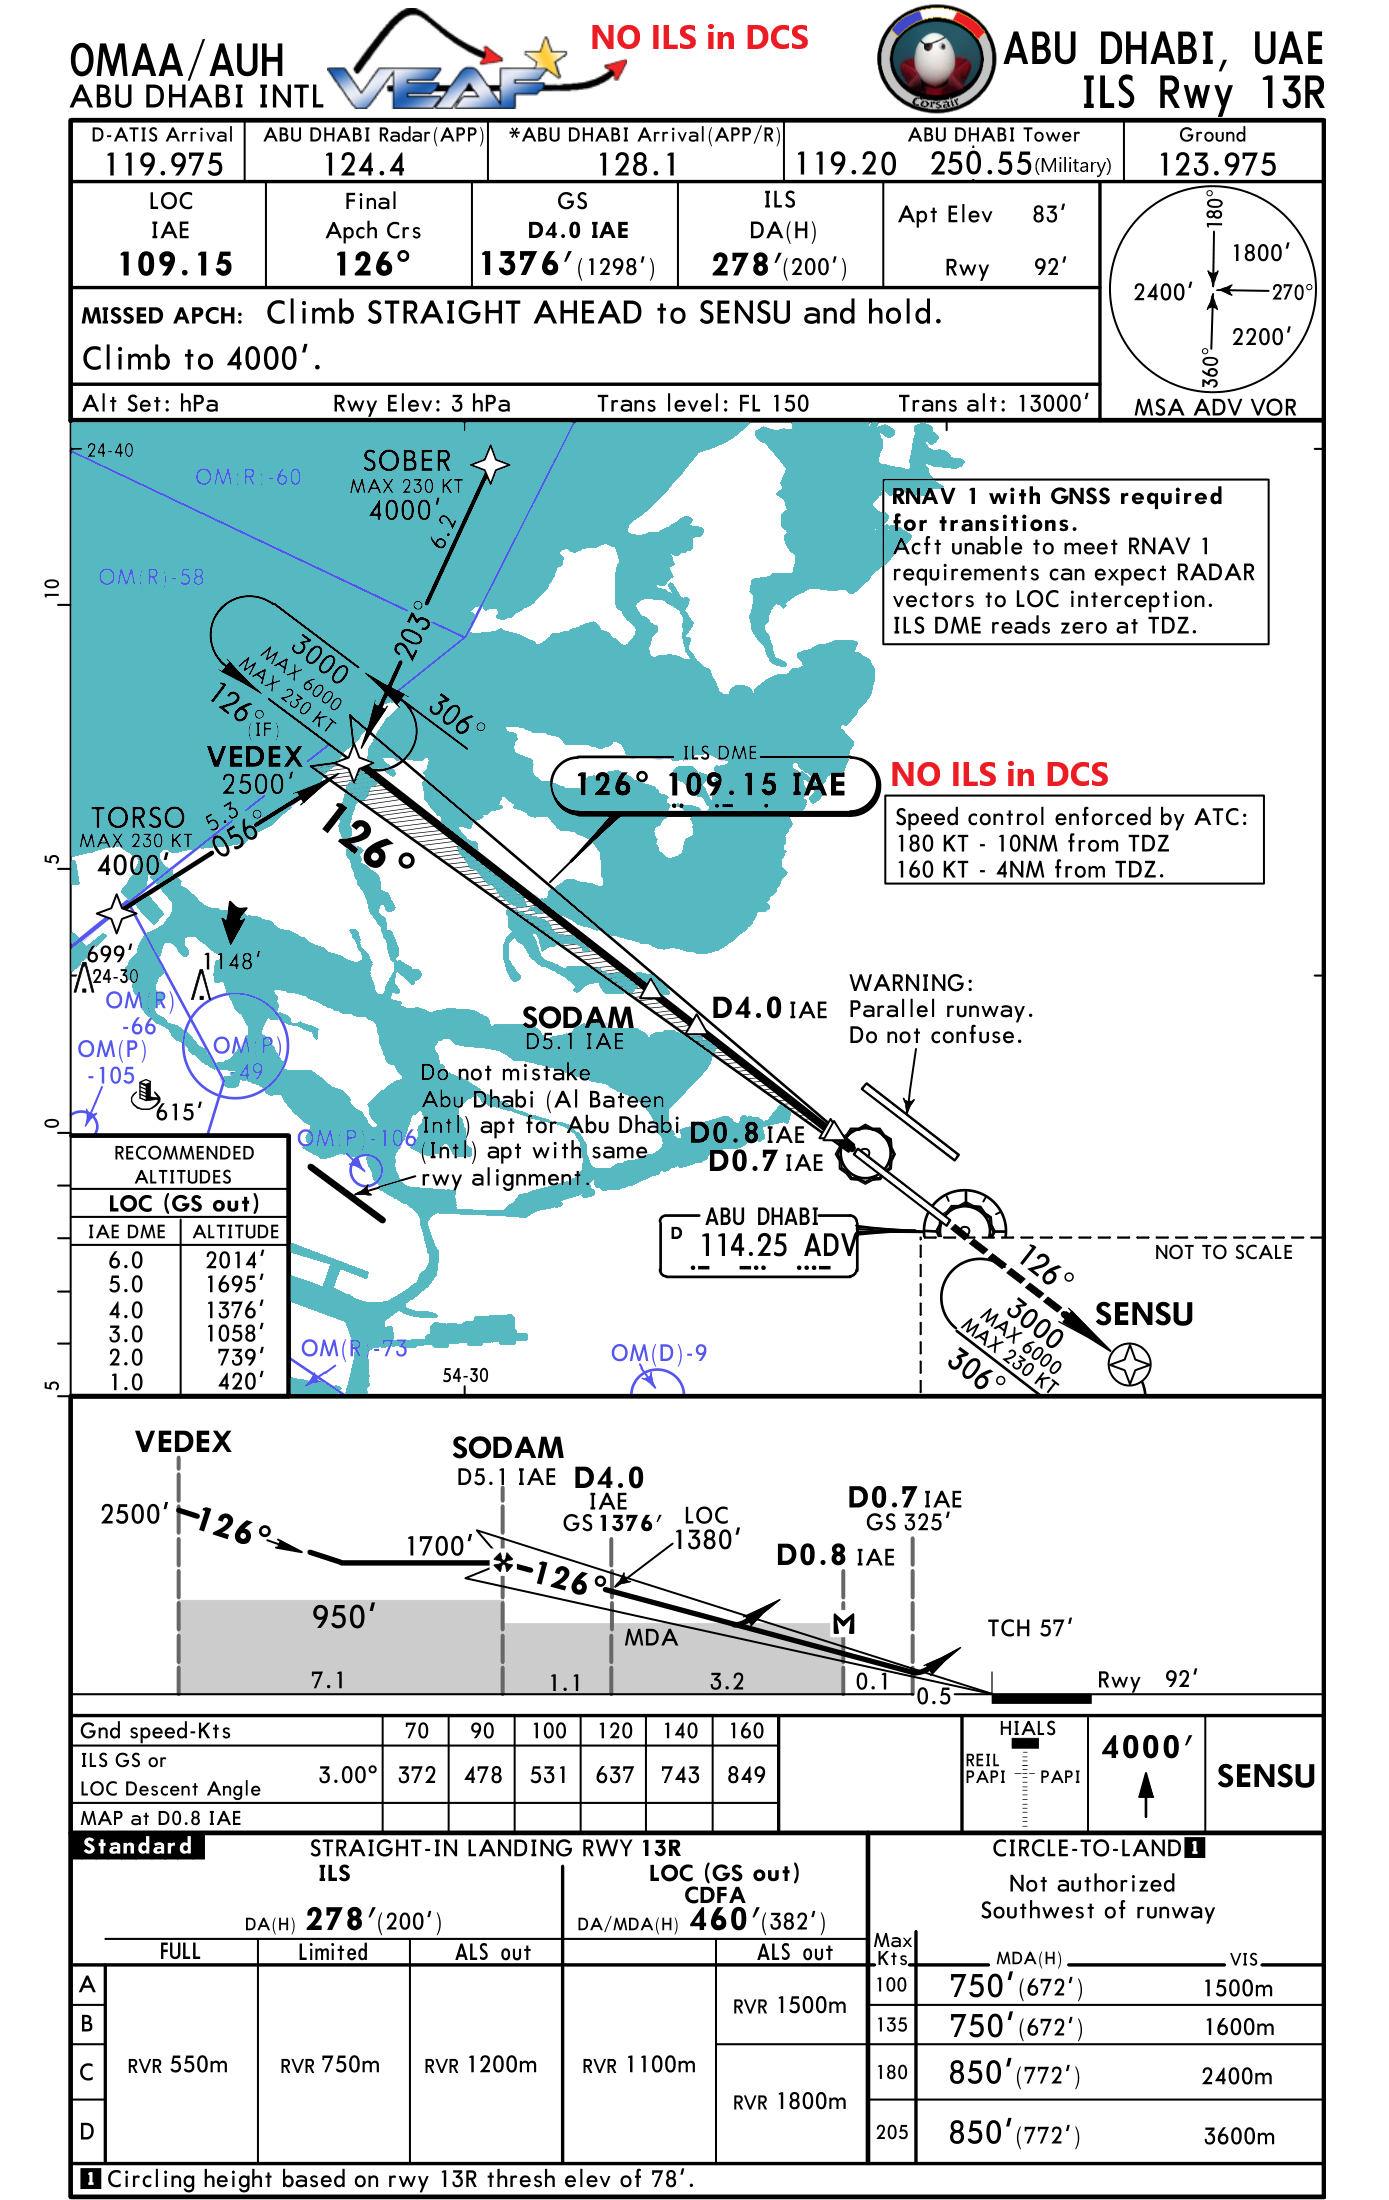 OMAA/AUH
ABU DHABI INTL
VEAF
NO ILS in DCS
Corsair
ABU DHABI, UAE
ILS Rwy 13R
D-ATIS Arrival
119.975
ABU DHABI Radar(APP)
124.4
*ABU DHABI Arrival(APP/R)
128.1
ABU DHABI Tower
119.20 250.55(Military)
Ground
123.975
LOC
IAE
109.15
Final
Apch Crs
126°
GS
D4.0 IAE
1376'(1298')
ILS
DA(H)
278'(200')
Apt Elev 83'
Rwy 92'
180°
1800'
2400'
270°
2200'
360°
MSA ADV VOR
MISSED APCH: Climb STRAIGHT AHEAD to SENSU and hold.
Climb to 4000'.
Alt Set: hPa Rwy Elev: 3 hPa Trans level: FL 150 Trans alt: 13000'
24-40
OM(R)-60
SOBER
MAX 230 KT
4000'
6.2
203°
RNAV 1 with GNSS required
for transitions.
Acft unable to meet RNAV 1
requirements can expect RADAR
vectors to LOC interception.
ILS DME reads zero at TDZ.
10
OM(R)-58
3000
MAX 6000
MAX 230 KT
126°
306°
(IF)
VEDEX
2500'
ILS DME
126° 109.15 IAE
NO ILS in DCS
Speed control enforced by ATC:
180 KT - 10NM from TDZ
160 KT - 4NM from TDZ.
TORSO
MAX 230 KT
4000'
5.3
056°
126°
5
699'
24-30
1148'
OM(R)
-66
OM(P)
-105
OM(P)
-49
615'
SODAM
D5.1 IAE
D4.0 IAE
WARNING:
Parallel runway.
Do not confuse.
Do not mistake
Abu Dhabi (Al Bateen
Intl) apt for Abu Dhabi
(Intl) apt with same
rwy alignment.
OM(P)-106
D0.8 IAE
D0.7 IAE
0
ABU DHABI
D 114.25 ADV
NOT TO SCALE
126°
SENSU
3000
MAX 6000
MAX 230 KT
306°
RECOMMENDED
ALTITUDES
LOC (GS out)
IAE DME ALTITUDE
6.0 2014'
5.0 1695'
4.0 1376'
3.0 1058'
2.0 739'
1.0 420'
OM(R)-73
54-30
OM(D)-9
5
VEDEX
2500'
126°
SODAM
D5.1 IAE
1700'
D4.0
IAE
GS 1376'
LOC
1380'
126°
D0.7 IAE
GS 325'
D0.8 IAE
M
950'
MDA
TCH 57'
7.1
1.1
3.2
0.1
0.5
Rwy 92'
Gnd speed-Kts 70 90 100 120 140 160
ILS GS or
LOC Descent Angle 3.00° 372 478 531 637 743 849
MAP at D0.8 IAE
HIALS
REIL
PAPI PAPI
4000'
SENSU
Standard
STRAIGHT-IN LANDING RWY 13R
ILS
DA(H) 278'(200')
LOC (GS out)
CDFA
DA/MDA(H) 460'(382')
CIRCLE-TO-LAND 1
Not authorized
Southwest of runway
FULL Limited ALS out ALS out
Max
Kts MDA(H) VIS
A
B
C
D
RVR 550m
RVR 750m
RVR 1200m
RVR 1100m
RVR 1500m
RVR 1800m
100 750'(672') 1500m
135 750'(672') 1600m
180 850'(772') 2400m
205 850'(772') 3600m
1 Circling height based on rwy 13R thresh elev of 78'.